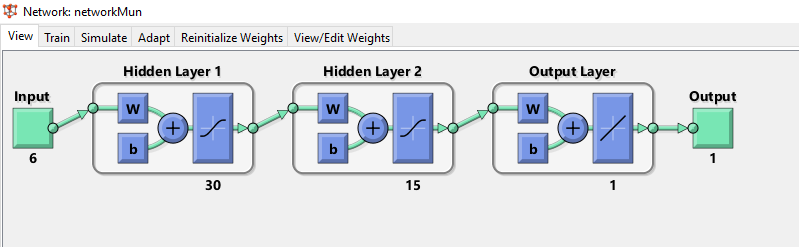 Network: networkMun
View Train Simulate Adapt Reinitialize Weights View/Edit Weights
Hidden Layer 1 Hidden Layer 2 Output Layer
Input Output
W W W
b b b
6 1
30 15 1